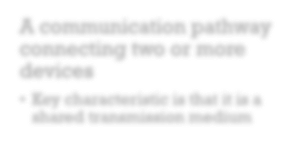 A communication pathway
connecting two or more
devices
• Key characteristic is that it is a
shared transmission medium